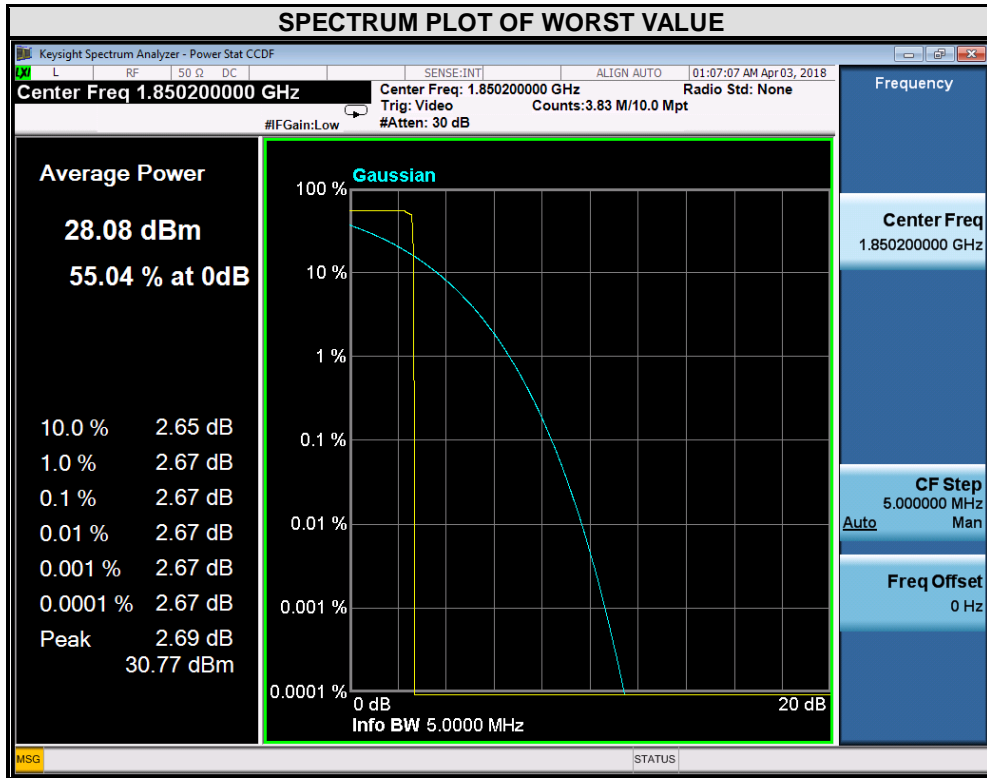 SPECTRUM PLOT OF WORST VALUE
Keysight Spectrum Analyzer - Power Stat CCDF
LXI L RF 50 Ω DC SENSE:INT ALIGN AUTO 01:07:07 AM Apr 03, 2018
Center Freq 1.850200000 GHz
#IFGain:Low
Center Freq: 1.850200000 GHz Radio Std: None
Trig: Video Counts:3.83 M/10.0 Mpt
#Atten: 30 dB
Average Power
28.08 dBm
55.04 % at 0dB
10.0 % 2.65 dB
1.0 % 2.67 dB
0.1 % 2.67 dB
0.01 % 2.67 dB
0.001 % 2.67 dB
0.0001 % 2.67 dB
Peak 2.69 dB
30.77 dBm
Gaussian
100 %
10 %
1 %
0.1 %
0.01 %
0.001 %
0.0001 %
0 dB 20 dB
Info BW 5.0000 MHz
Frequency
Center Freq
1.850200000 GHz
CF Step
5.000000 MHz
Auto Man
Freq Offset
0 Hz
MSG STATUS